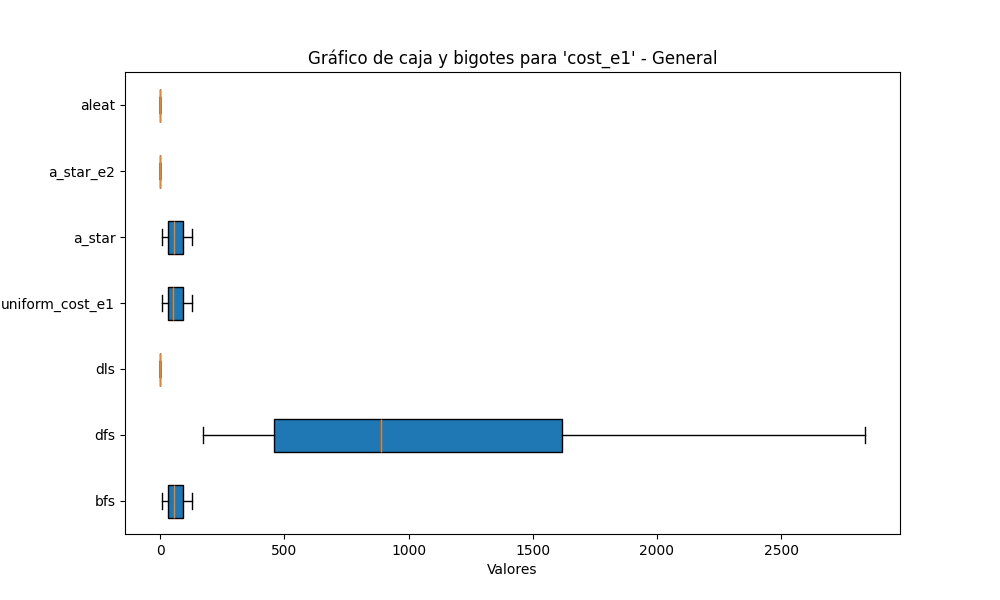 Gráfico de caja y bigotes para 'cost_e1' - General
aleat
a_star_e2
a_star
uniform_cost_e1
dls
dfs
bfs
0 500 1000 1500 2000 2500
Valores